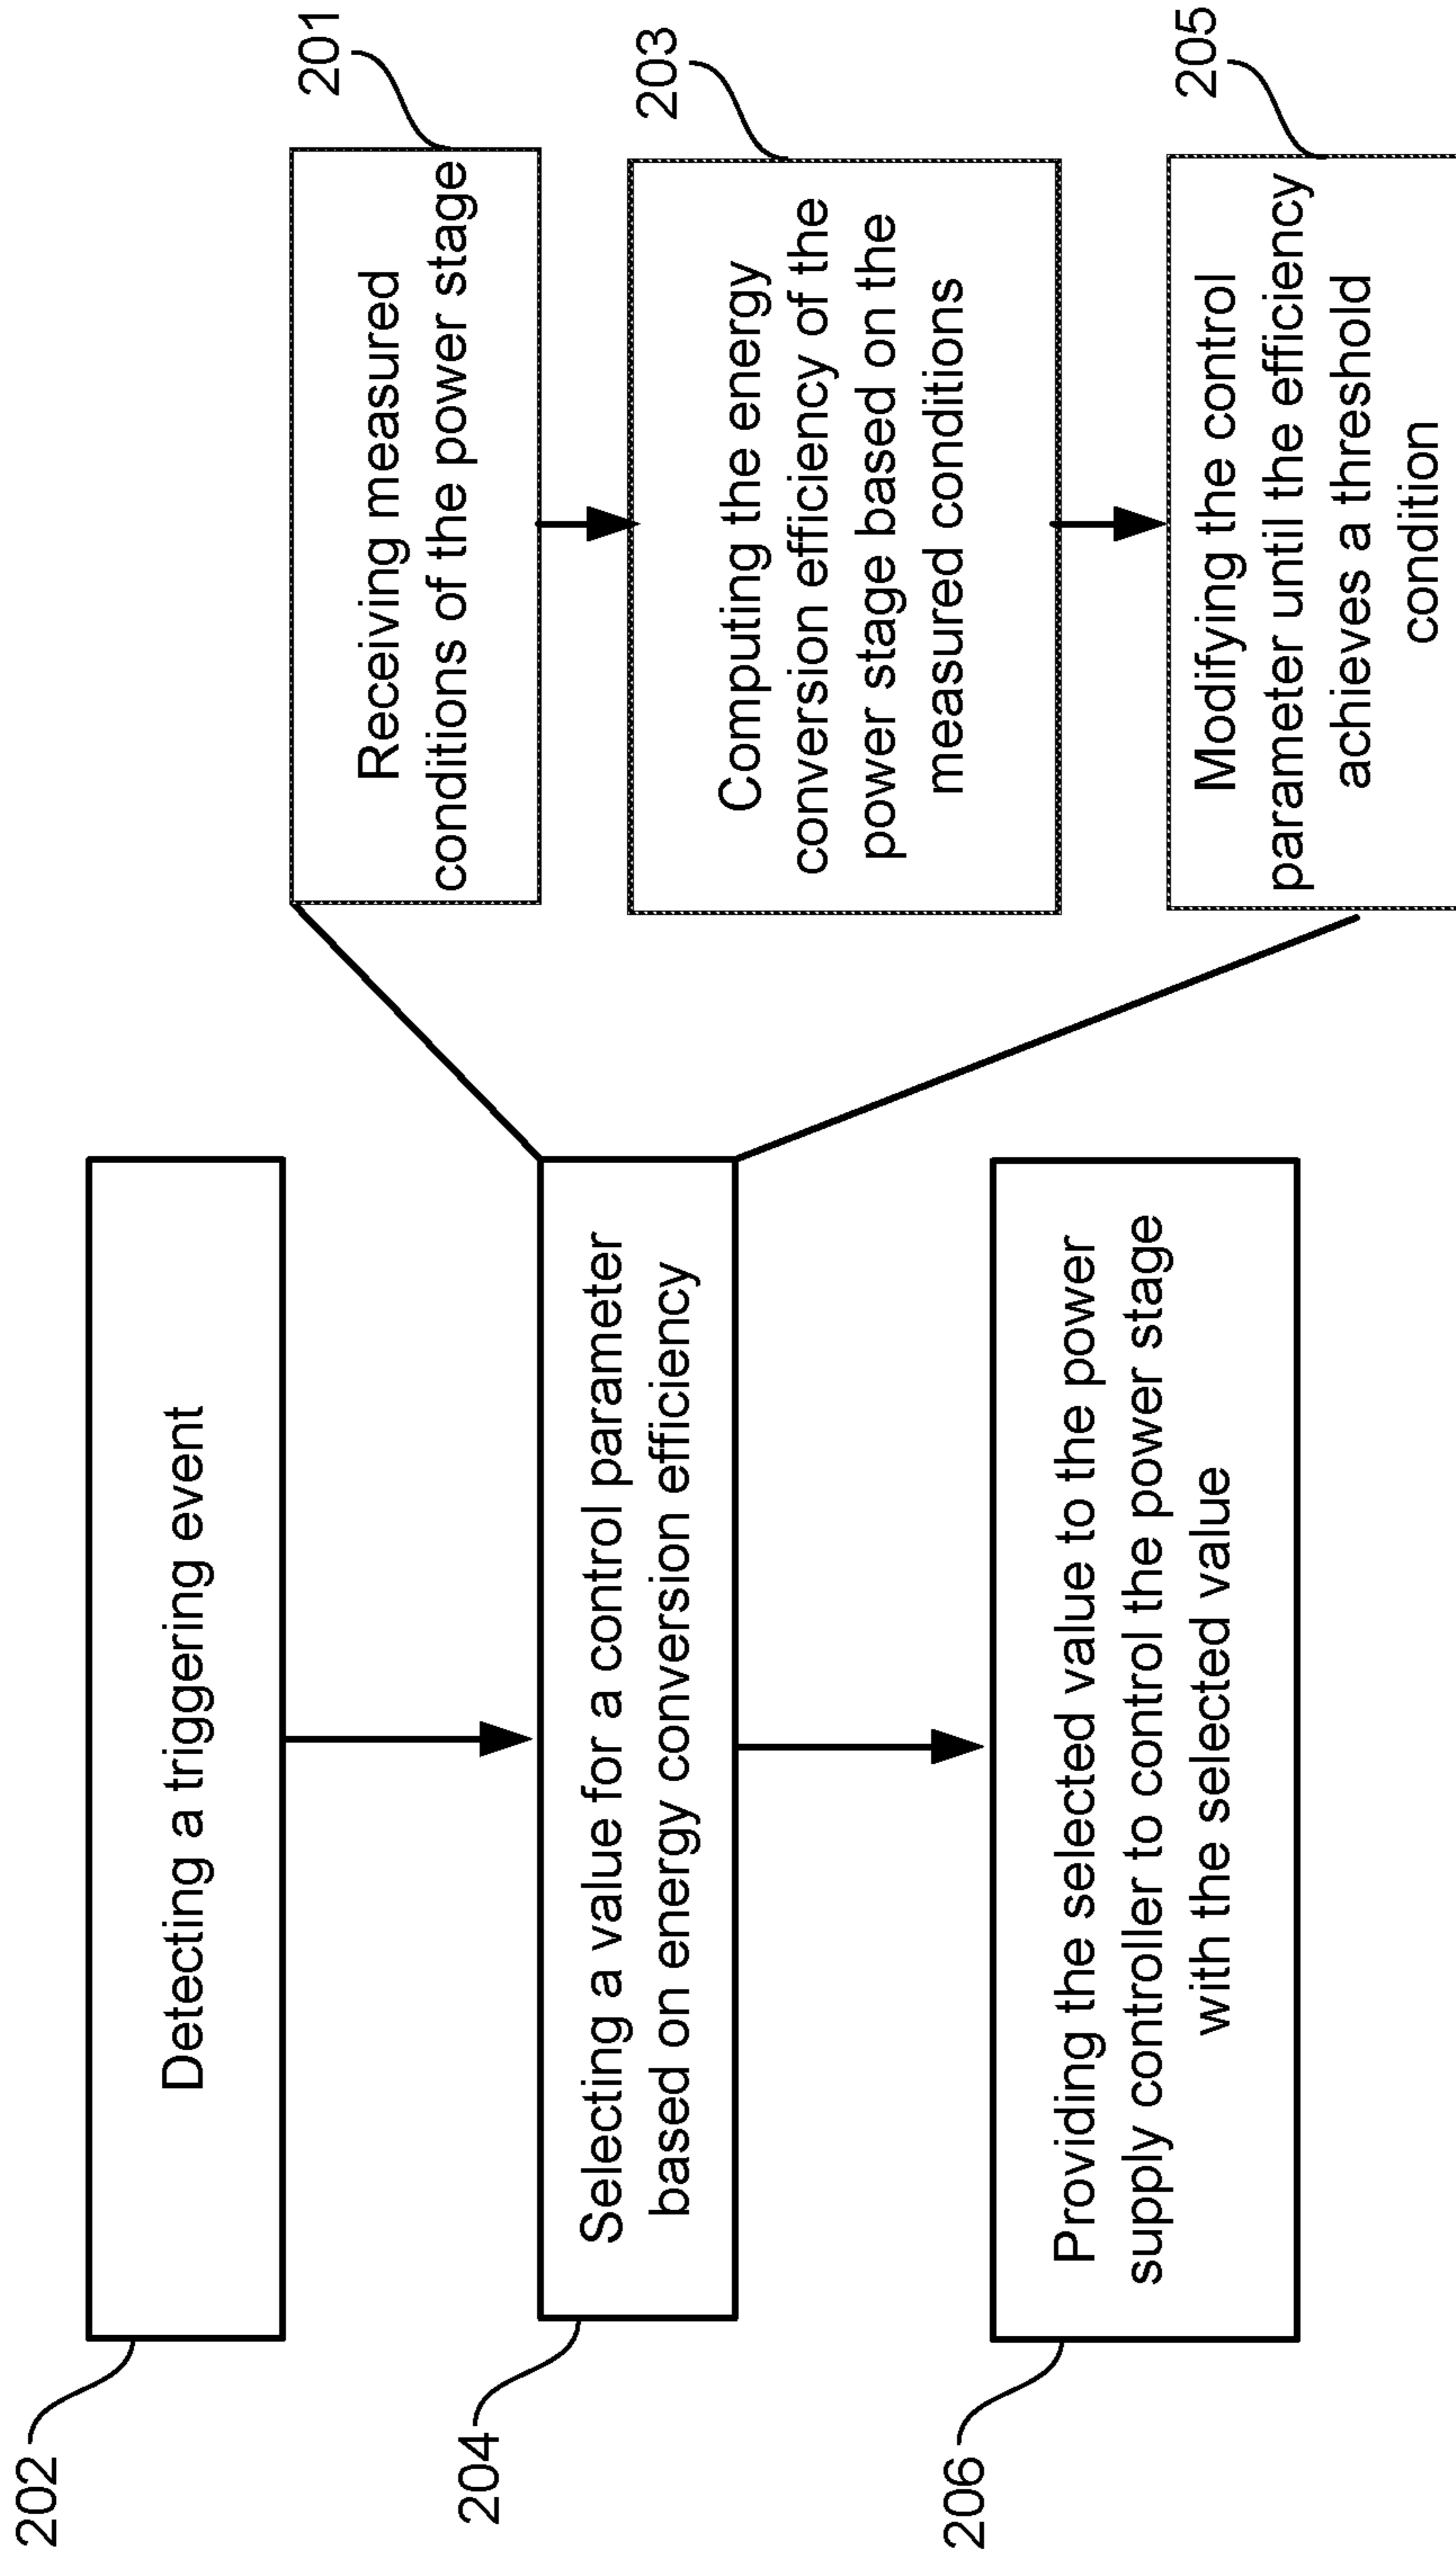 202
Detecting a triggering event
204
Selecting a value for a control parameter
based on energy conversion efficiency
206
Providing the selected value to the power
supply controller to control the power stage
with the selected value
201
Receiving measured
conditions of the power stage
203
Computing the energy
conversion efficiency of the
power stage based on the
measured conditions
205
Modifying the control
parameter until the efficiency
achieves a threshold
condition